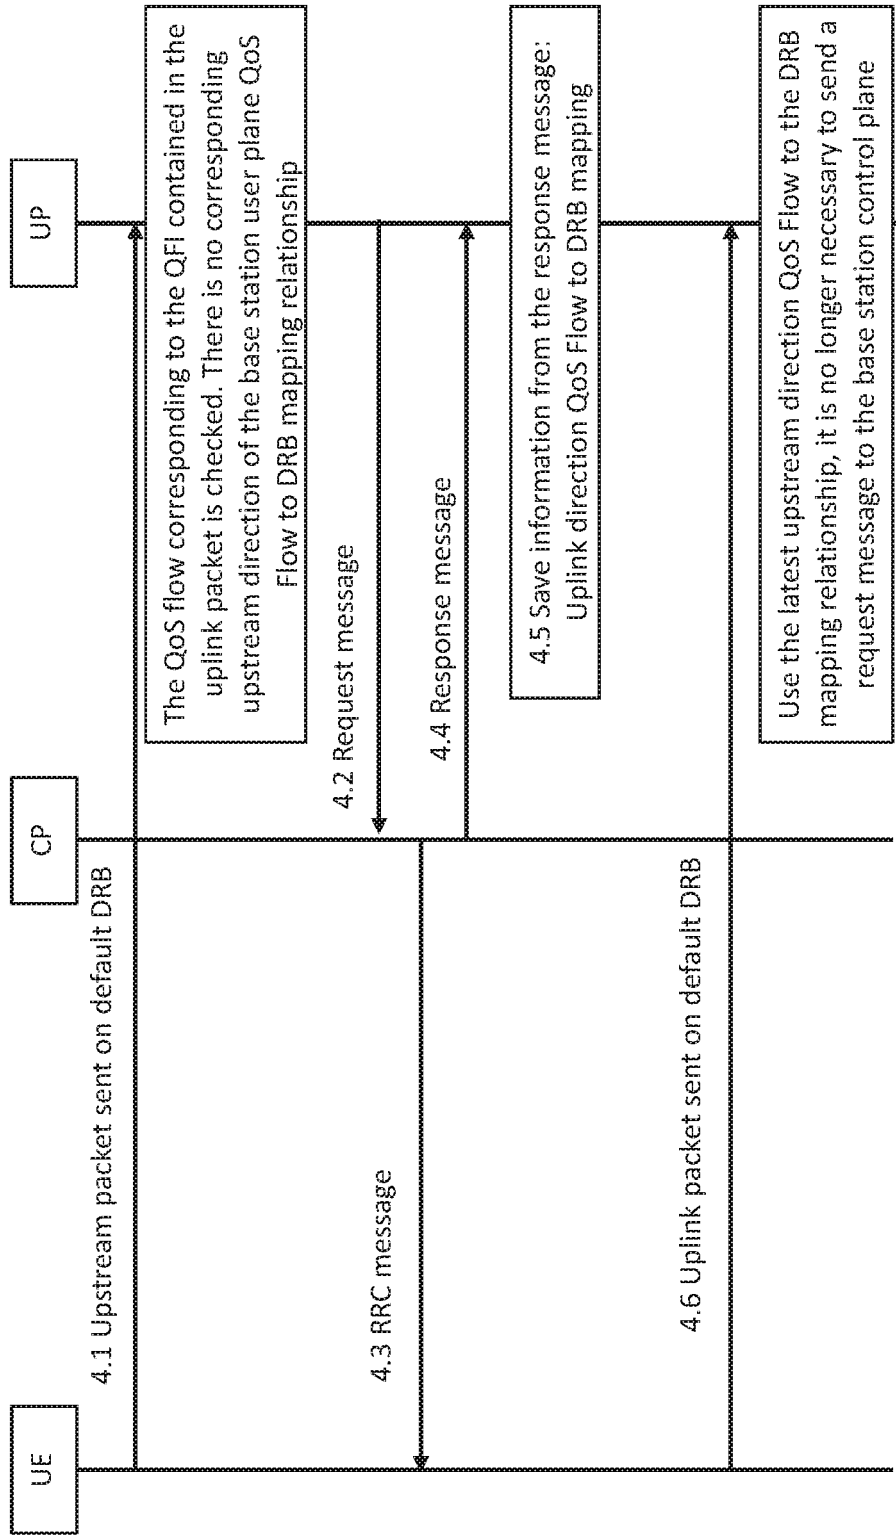 UE
CP
UP
4.1 Upstream packet sent on default DRB
The QoS flow corresponding to the QFI contained in the
uplink packet is checked. There is no corresponding
upstream direction of the base station user plane QoS
Flow to DRB mapping relationship
4.2 Request message
4.3 RRC message
4.4 Response message
4.5 Save information from the response message:
Uplink direction QoS Flow to DRB mapping
4.6 Uplink packet sent on default DRB
Use the latest upstream direction QoS Flow to the DRB
mapping relationship, it is no longer necessary to send a
request message to the base station control plane